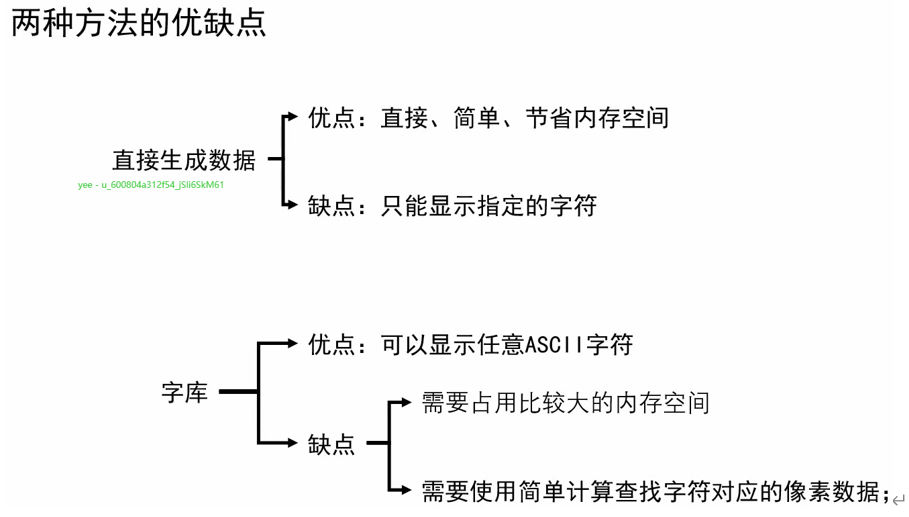 两种方法的优缺点
优点：直接、简单、节省内存空间
直接生成数据
yee - u_600804a312f54_jSli6SkM61
缺点：只能显示指定的字符
优点：可以显示任意ASCII字符
字库
需要占用比较大的内存空间
缺点
需要使用简单计算查找字符对应的像素数据；